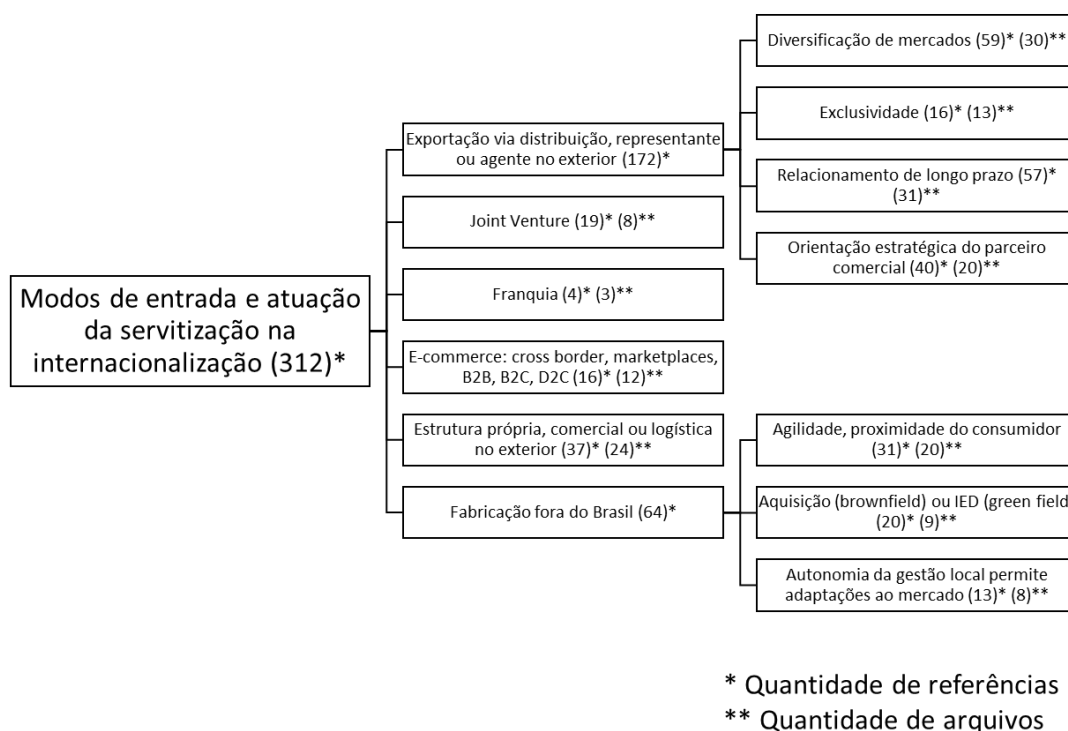 Modos de entrada e atuação
da servitização na
internacionalização (312)*
Exportação via distribuição, representante
ou agente no exterior (172)*
Diversificação de mercados (59)* (30)**
Exclusividade (16)* (13)**
Relacionamento de longo prazo (57)*
(31)**
Orientação estratégica do parceiro
comercial (40)* (20)**
Joint Venture (19)* (8)**
Franquia (4)* (3)**
E-commerce: cross border, marketplaces,
B2B, B2C, D2C (16)* (12)**
Estrutura própria, comercial ou logística
no exterior (37)* (24)**
Fabricação fora do Brasil (64)*
Agilidade, proximidade do consumidor
(31)* (20)**
Aquisição (brownfield) ou IED (green field)
(20)* (9)**
Autonomia da gestão local permite
adaptações ao mercado (13)* (8)**
* Quantidade de referências
** Quantidade de arquivos